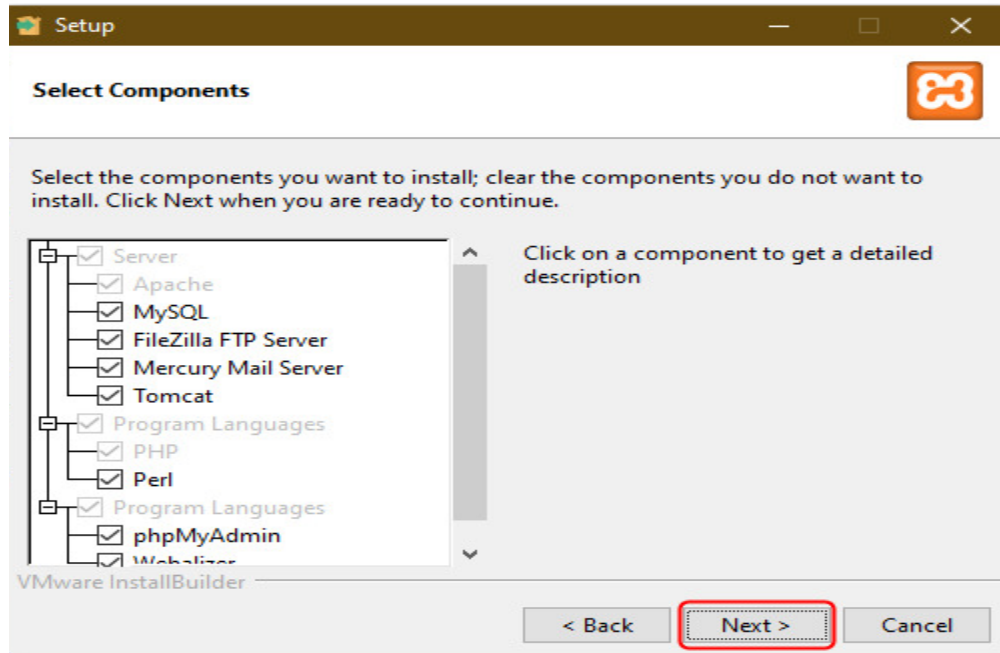 Setup
Select Components
Select the components you want to install; clear the components you do not want to
install. Click Next when you are ready to continue.
Server
Apache
MySQL
FileZilla FTP Server
Mercury Mail Server
Tomcat
Program Languages
PHP
Perl
Program Languages
phpMyAdmin
Webalizer
Click on a component to get a detailed
description
VMware InstallBuilder
< Back
Next >
Cancel